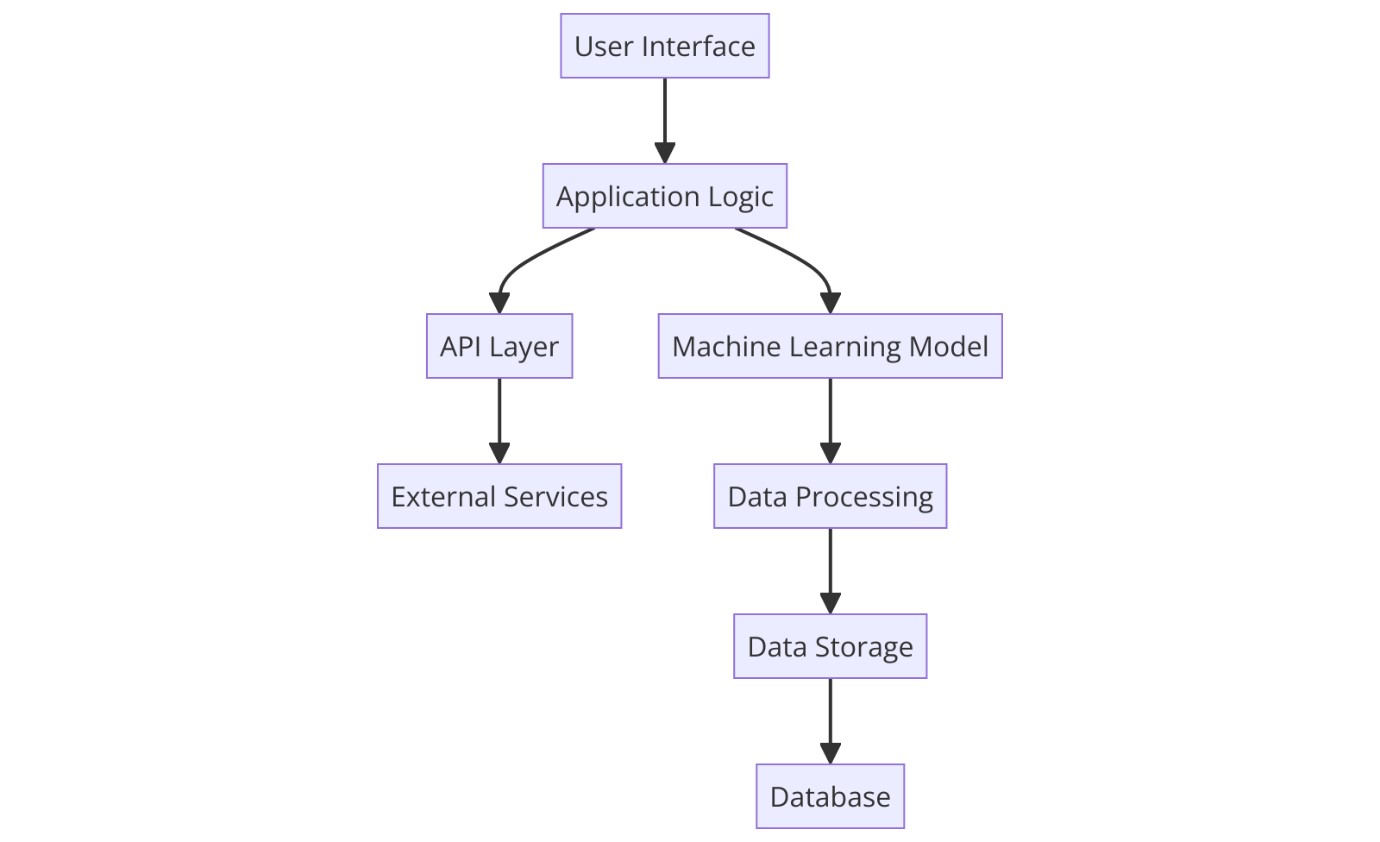 User Interface
Application Logic
API Layer
Machine Learning Model
External Services
Data Processing
Data Storage
Database